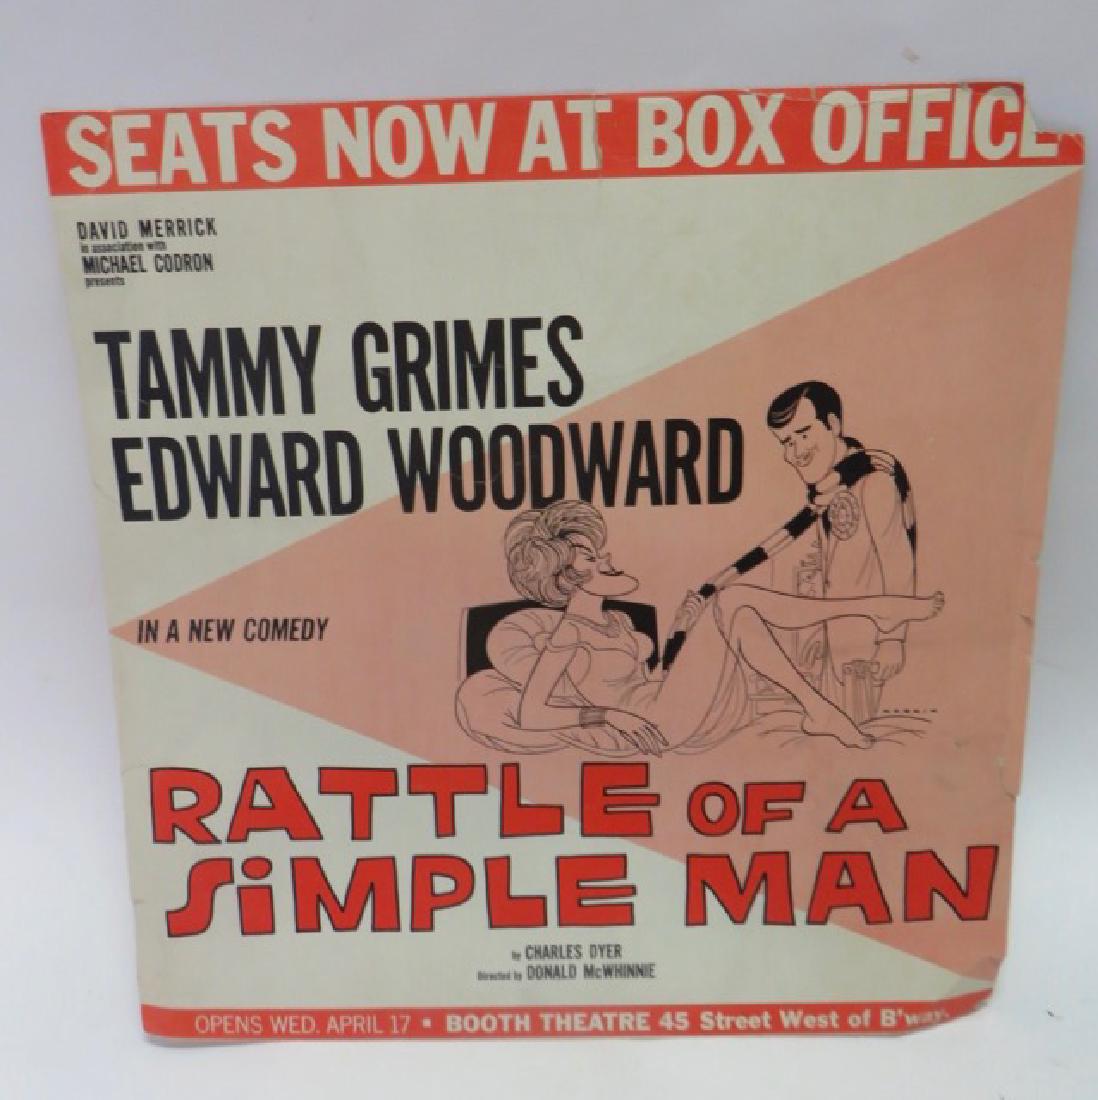 SEATS NOW AT BOX OFFICE
DAVID MERRICK
in association with
MICHAEL CODRON
presents
TAMMY GRIMES
EDWARD WOODWARD
IN A NEW COMEDY
RATTLE OF A
SiMPLE MAN
by CHARLES DYER
Directed by DONALD McWHINNIE
OPENS WED. APRIL 17 ▪ BOOTH THEATRE 45 Street West of B'way